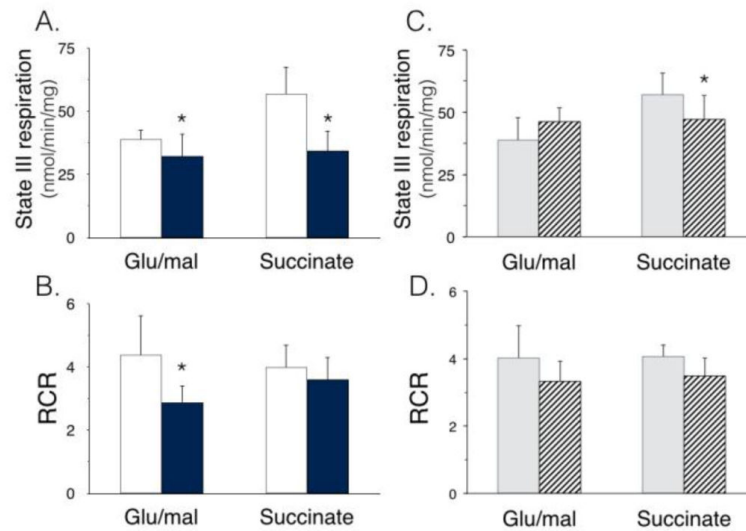 A.
State III respiration
(nmol/min/mg)
75
50
25
0
*
*
Glu/mal
Succinate
C.
State III respiration
(nmol/min/mg)
75
50
25
0
*
Glu/mal
Succinate
B.
RCR
6
4
2
0
*
Glu/mal
Succinate
D.
RCR
6
4
2
0
Glu/mal
Succinate